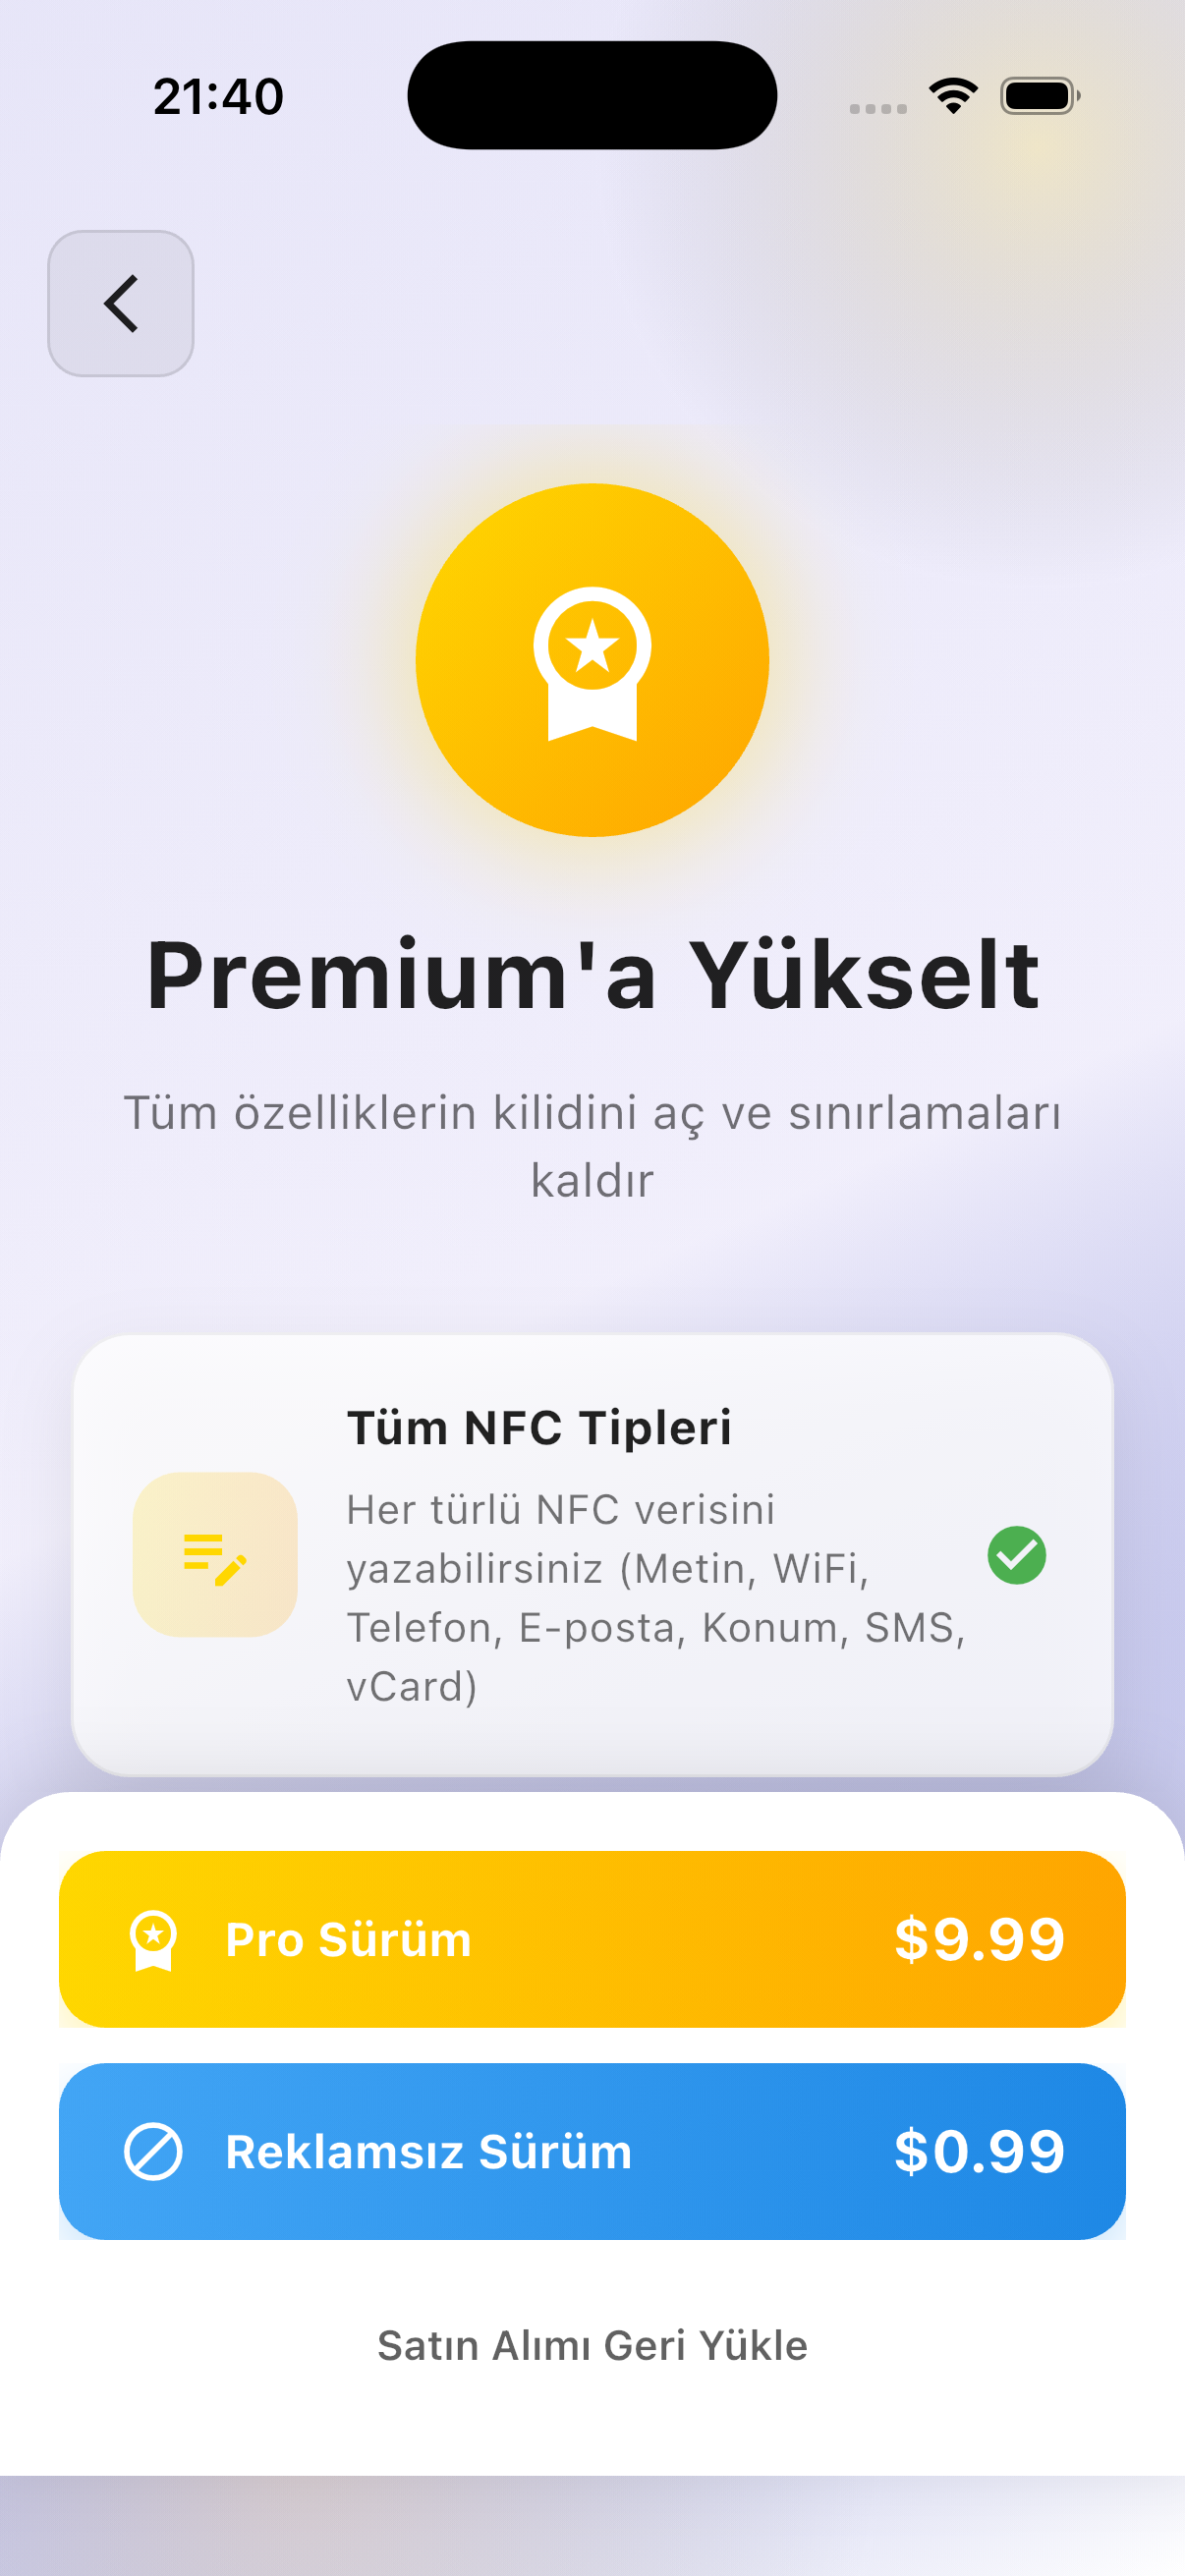 21:40
Premium'a Yükselt
Tüm özelliklerin kilidini aç ve sınırlamaları
kaldır
Tüm NFC Tipleri
Her türlü NFC verisini
yazabilirsiniz (Metin, WiFi,
Telefon, E-posta, Konum, SMS,
vCard)
Pro Sürüm $9.99
Reklamsız Sürüm $0.99
Satın Alımı Geri Yükle